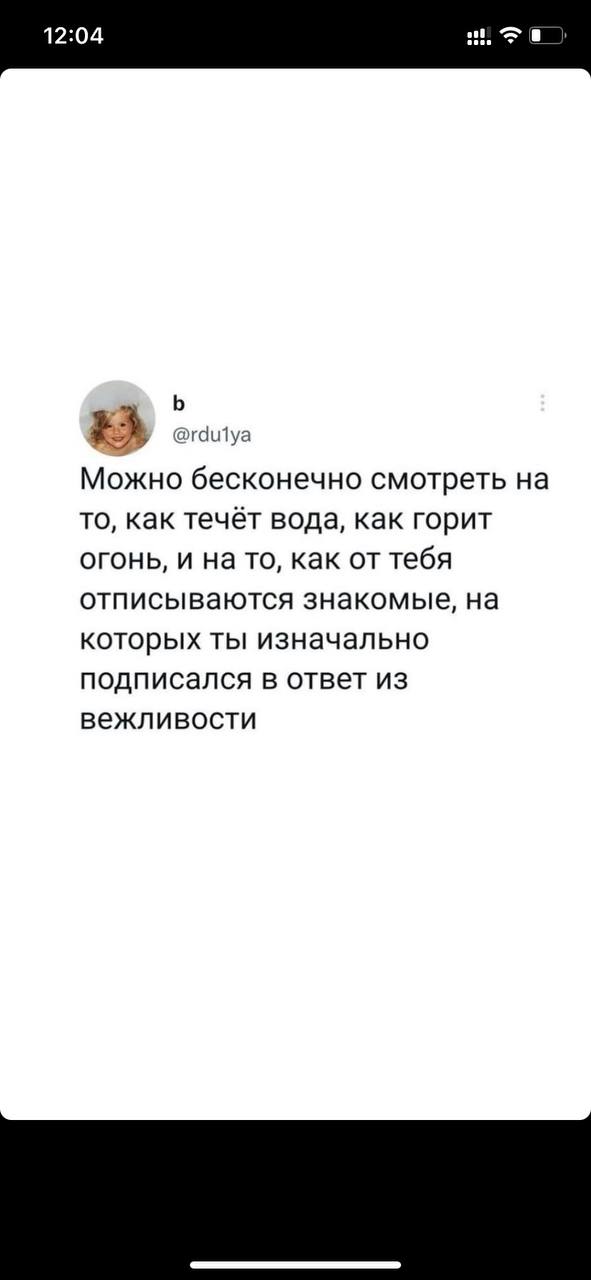 12:04
b
@rdu1ya
Можно бесконечно смотреть на
то, как течёт вода, как горит
огонь, и на то, как от тебя
отписываются знакомые, на
которых ты изначально
подписался в ответ из
вежливости